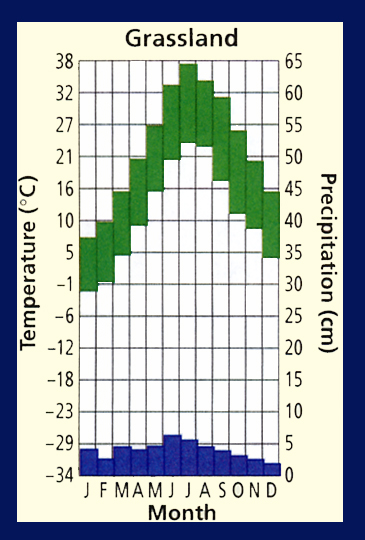 Grassland
38 65
32 60
27 55
21 50
16 45
10 40
5 35
−1 30
−6 25
−12 20
−18 15
−23 10
−29 5
−34 0
Temperature (°C)
Precipitation (cm)
J F M A M J J A S O N D
Month